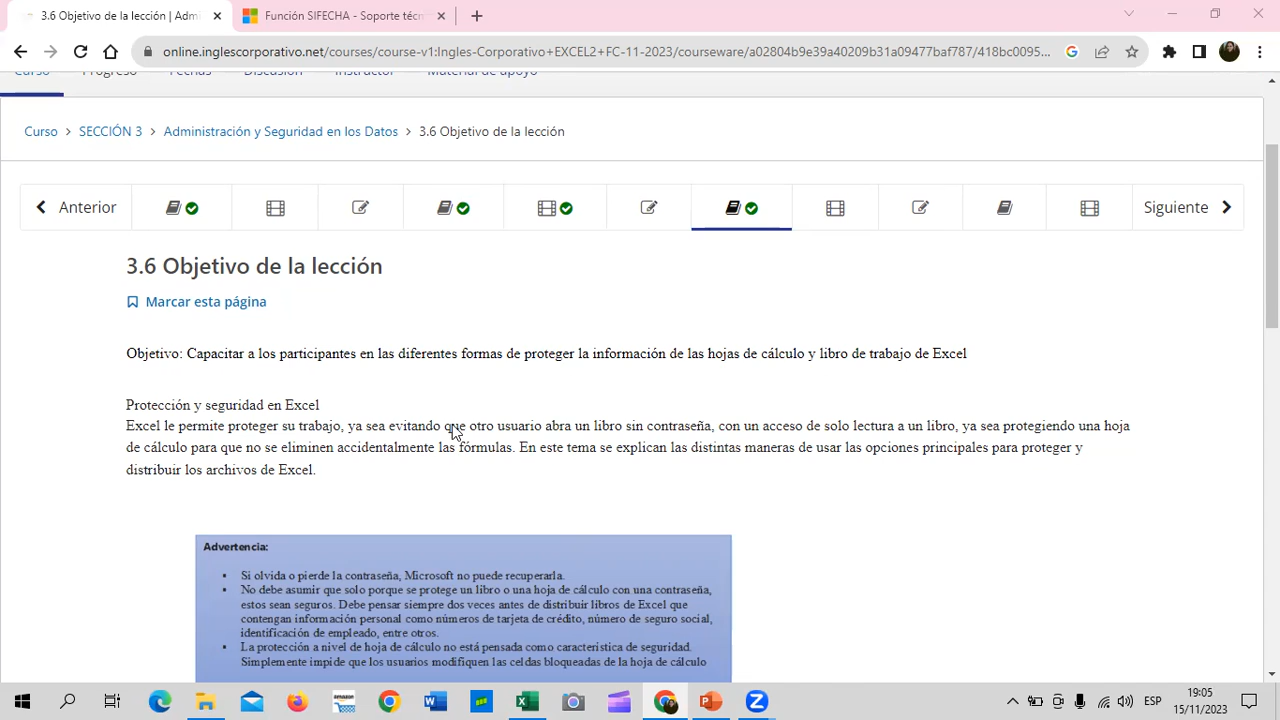 3.6 Objetivo de la lección | Admi
Función SIFECHA - Soporte técn
online.inglescorporativo.net/courses/course-v1:Ingles-Corporativo+EXCEL2+FC-11-2023/courseware/a02804b9e39a40209b31a09477baf787/418bc0095...
Curso Progreso Fechas Discusión Instructor Material de apoyo
Curso > SECCIÓN 3 > Administración y Seguridad en los Datos > 3.6 Objetivo de la lección
Anterior Siguiente
3.6 Objetivo de la lección
Marcar esta página
Objetivo: Capacitar a los participantes en las diferentes formas de proteger la información de las hojas de cálculo y libro de trabajo de Excel
Protección y seguridad en Excel
Excel le permite proteger su trabajo, ya sea evitando que otro usuario abra un libro sin contraseña, con un acceso de solo lectura a un libro, ya sea protegiendo una hoja
de cálculo para que no se eliminen accidentalmente las fórmulas. En este tema se explican las distintas maneras de usar las opciones principales para proteger y
distribuir los archivos de Excel.
Advertencia:
• Si olvida o pierde la contraseña, Microsoft no puede recuperarla.
• No debe asumir que solo porque se protege un libro o una hoja de cálculo con una contraseña,
estos sean seguros. Debe pensar siempre dos veces antes de distribuir libros de Excel que
contengan información personal como números de tarjeta de crédito, número de seguro social,
identificación de empleado, entre otros.
• La protección a nivel de hoja de cálculo no está pensada como característica de seguridad.
Simplemente impide que los usuarios modifiquen las celdas bloqueadas de la hoja de cálculo
amazon
ESP
19:05
15/11/2023